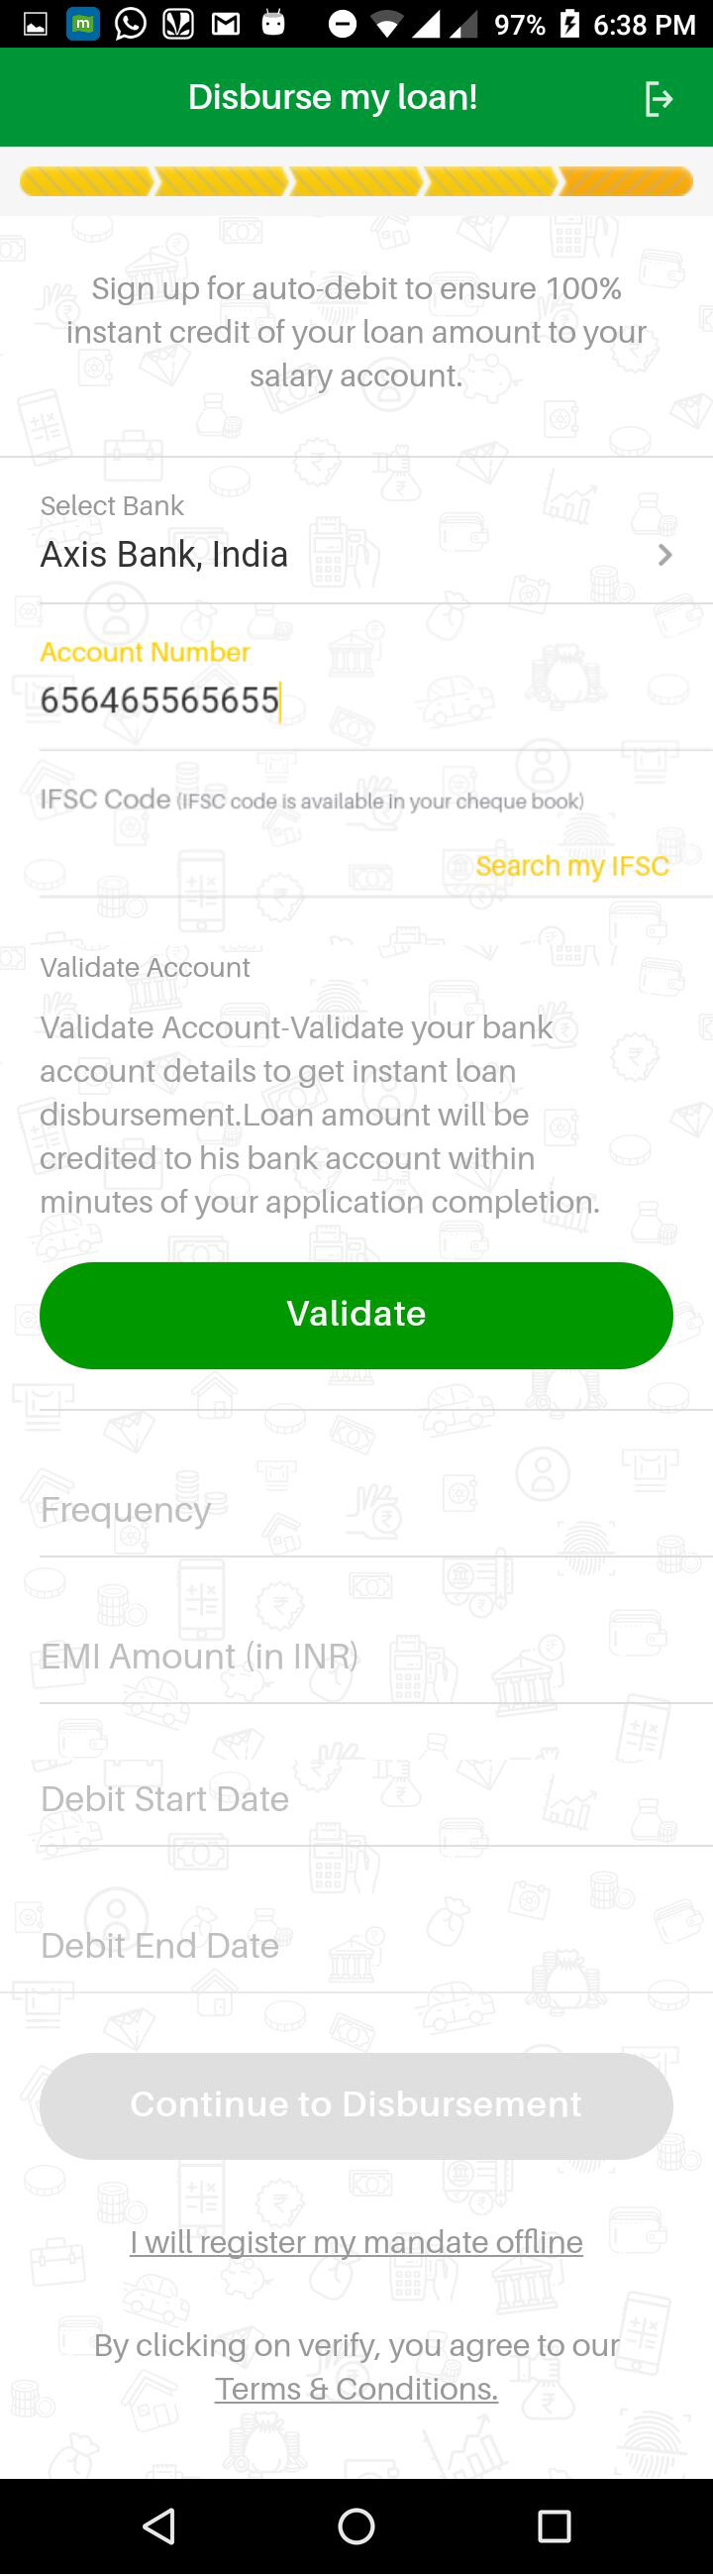 97% 6:38 PM
Disburse my loan!
Sign up for auto-debit to ensure 100%
instant credit of your loan amount to your
salary account.
Select Bank
Axis Bank, India
Account Number
656465565655
IFSC Code (IFSC code is available in your cheque book)
Search my IFSC
Validate Account
Validate Account-Validate your bank
account details to get instant loan
disbursement.Loan amount will be
credited to his bank account within
minutes of your application completion.
Validate
Frequency
EMI Amount (in INR)
Debit Start Date
Debit End Date
Continue to Disbursement
I will register my mandate offline
By clicking on verify, you agree to our
Terms & Conditions.